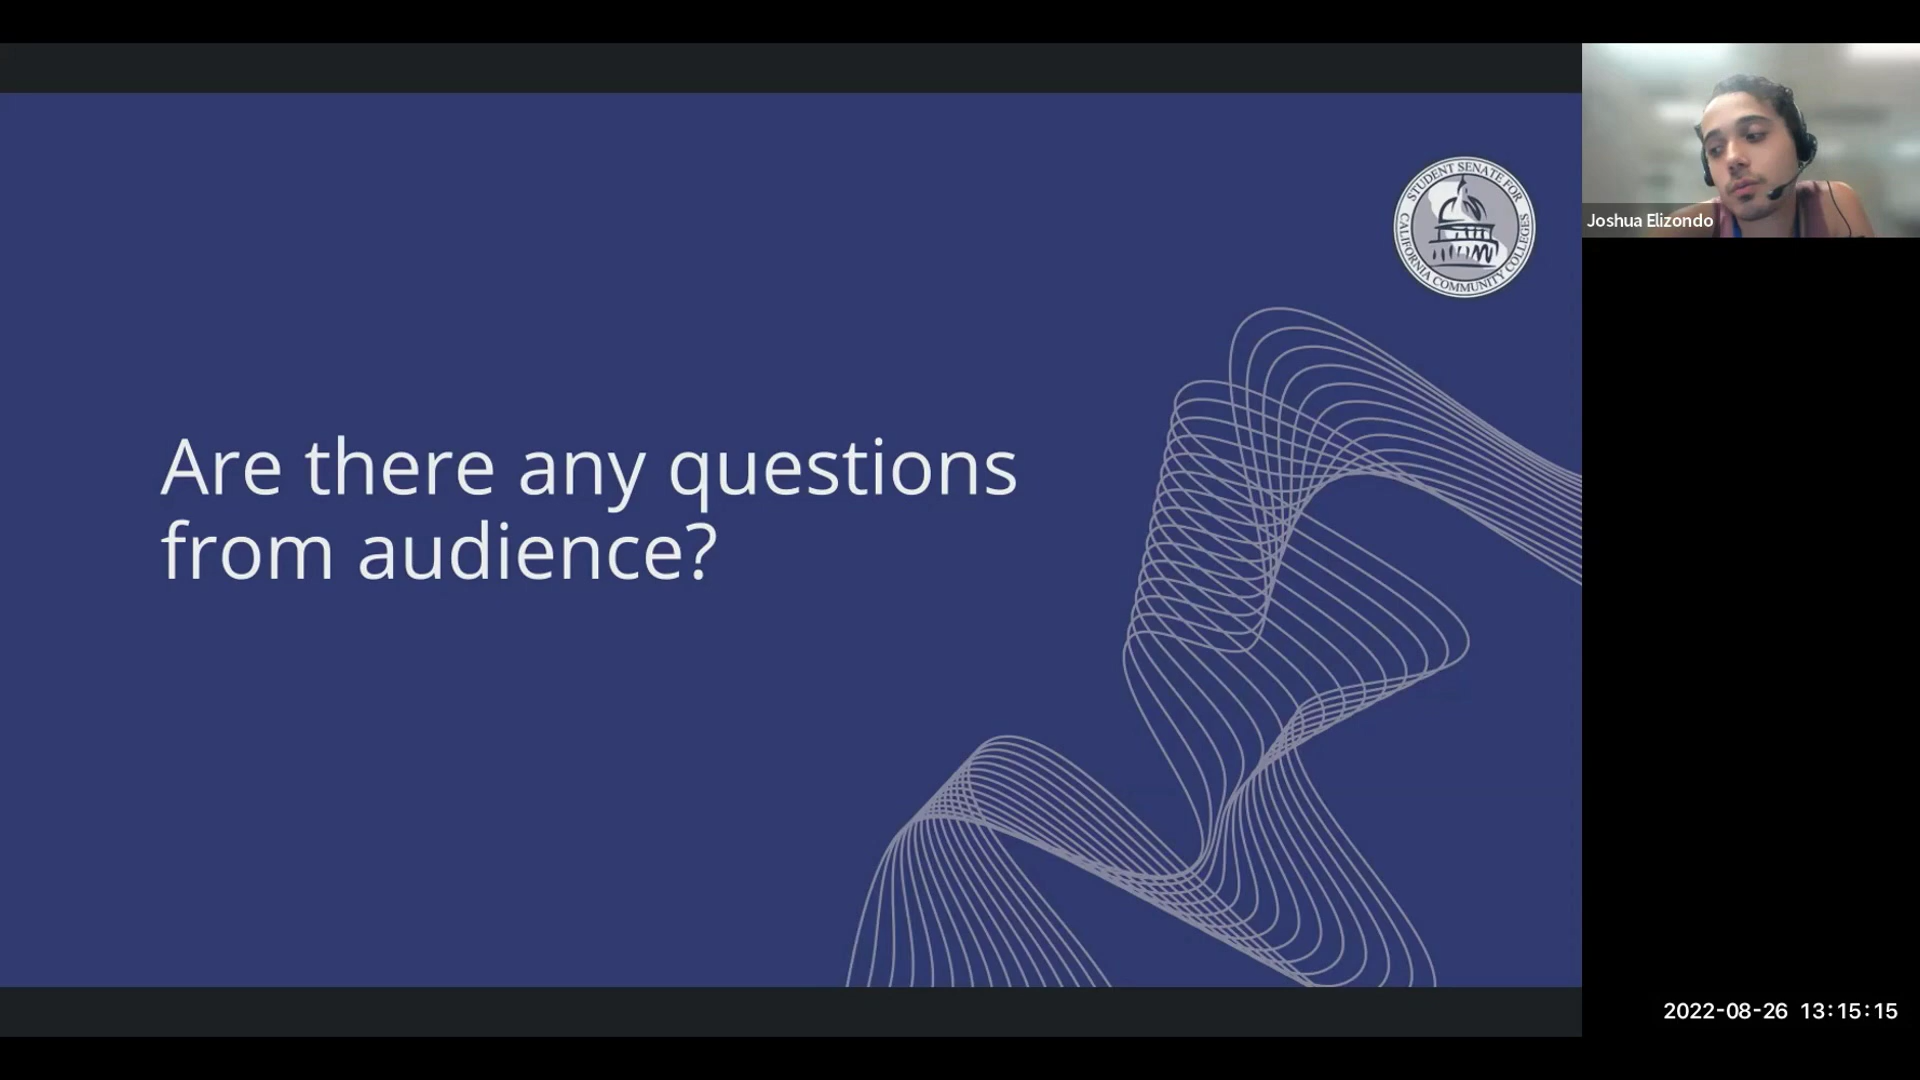 STUDENT SENATE FOR
CALIFORNIA COMMUNITY COLLEGES
Are there any questions
from audience?
Joshua Elizondo
2022-08-26 13:15:15